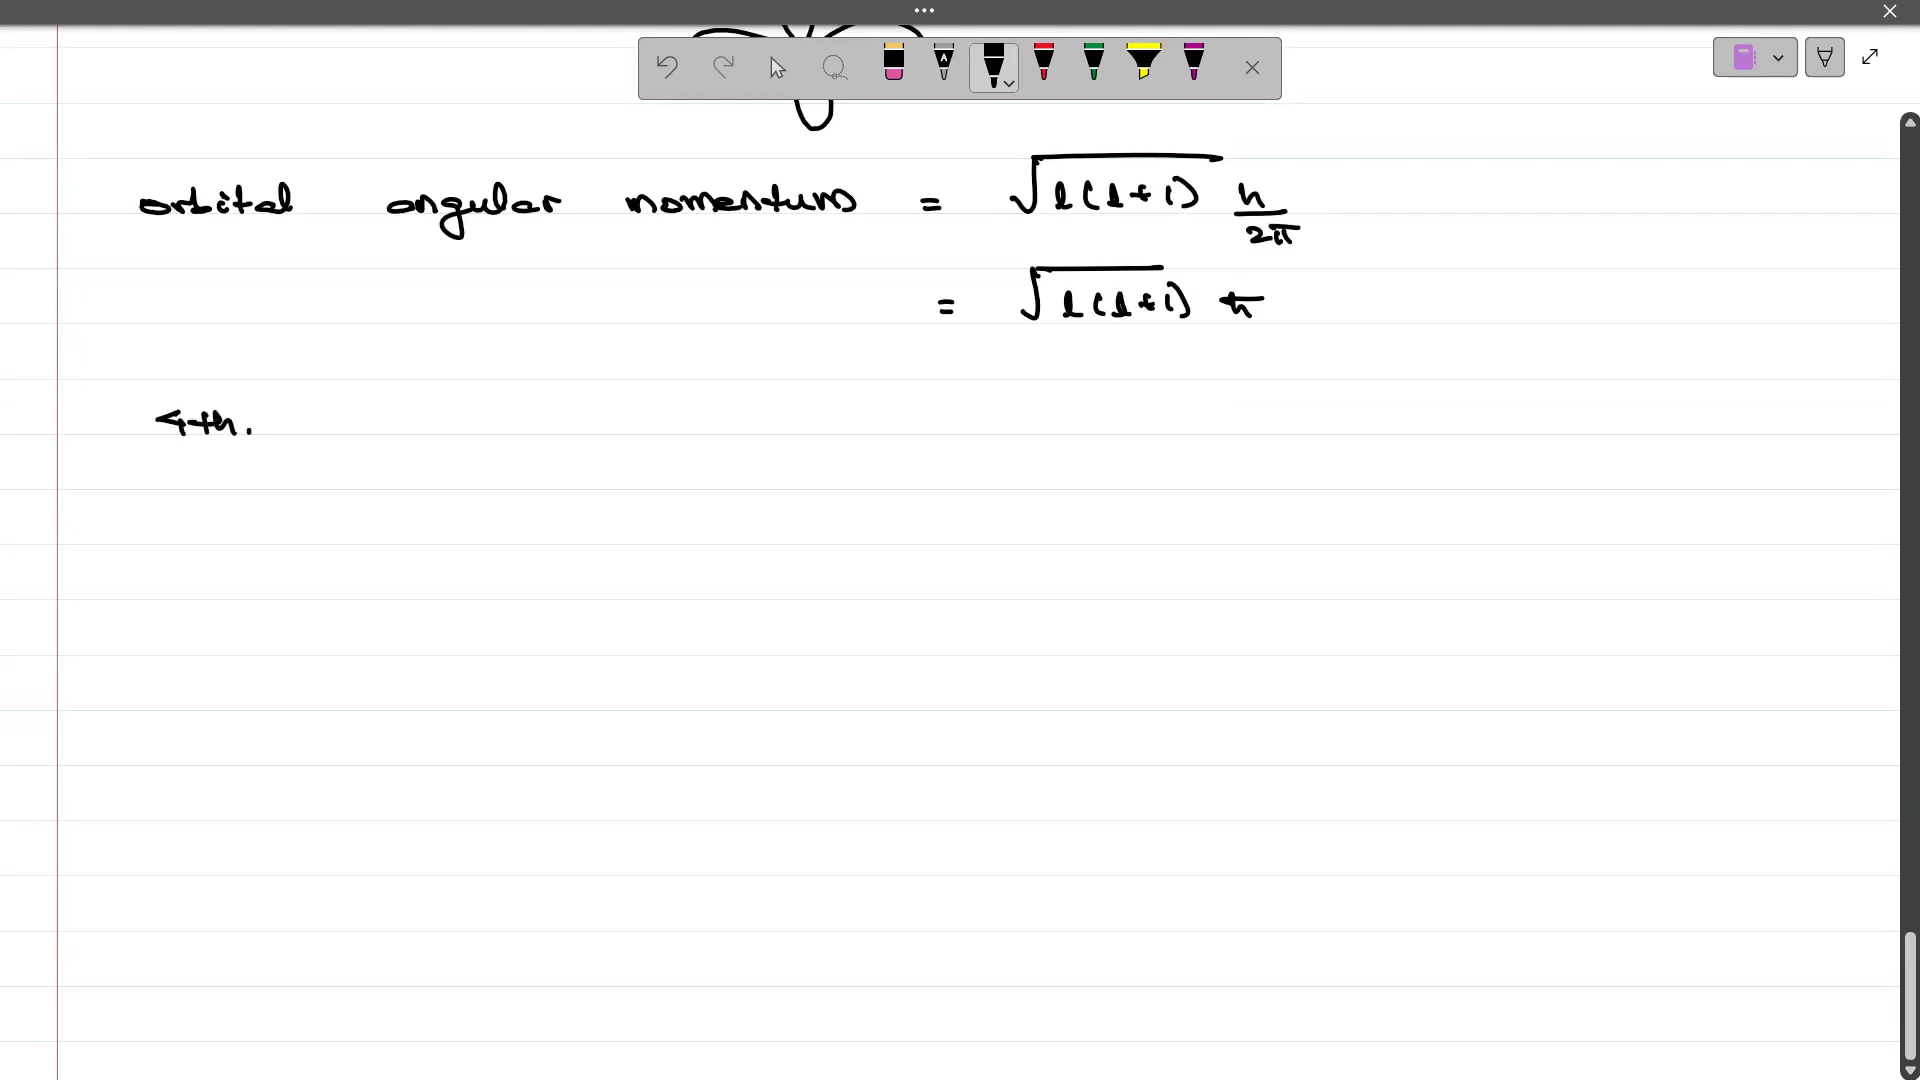 orbital angular momentum = √l(l+1) h/2π
= √l(l+1) ħ
4th.